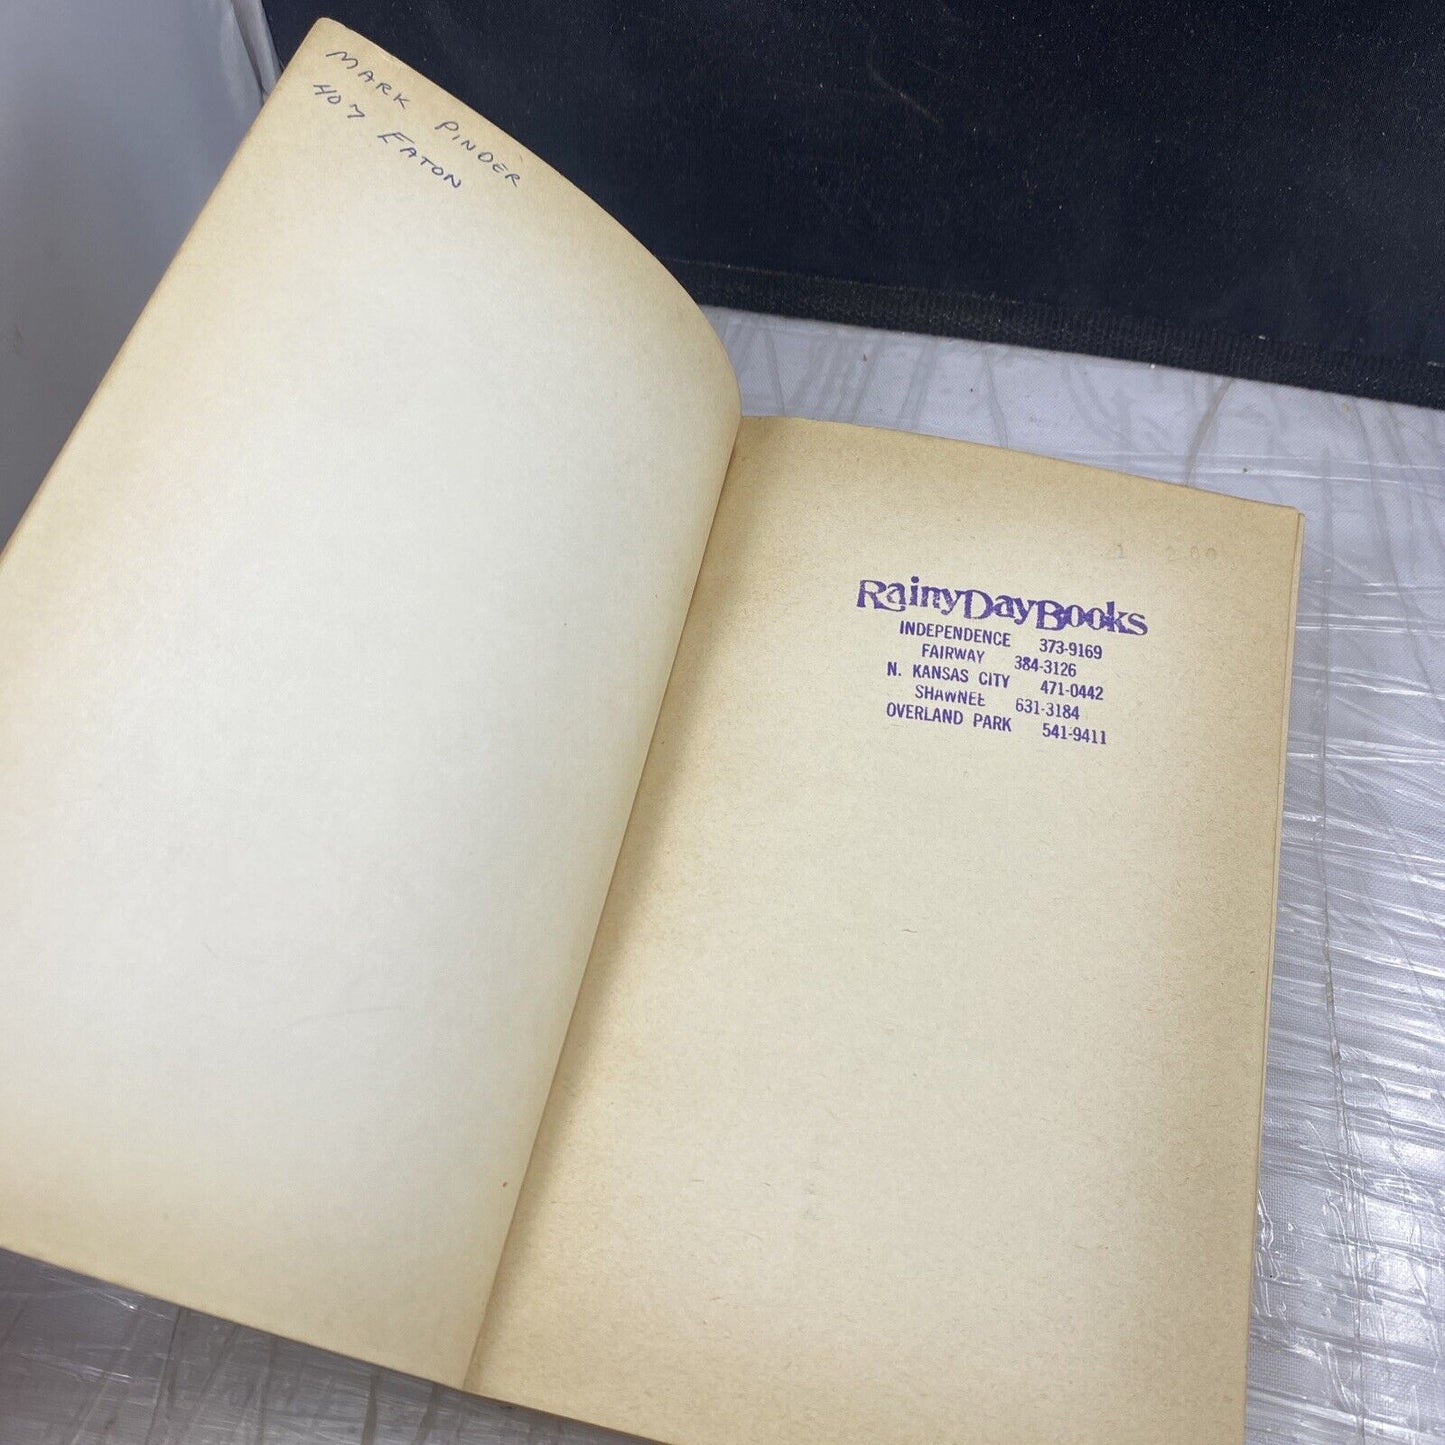 MARK PINDER
407 EATON
RainyDayBooks
INDEPENDENCE 373-9169
FAIRWAY 384-3126
N. KANSAS CITY 471-0442
SHAWNEE 631-3184
OVERLAND PARK 541-9411